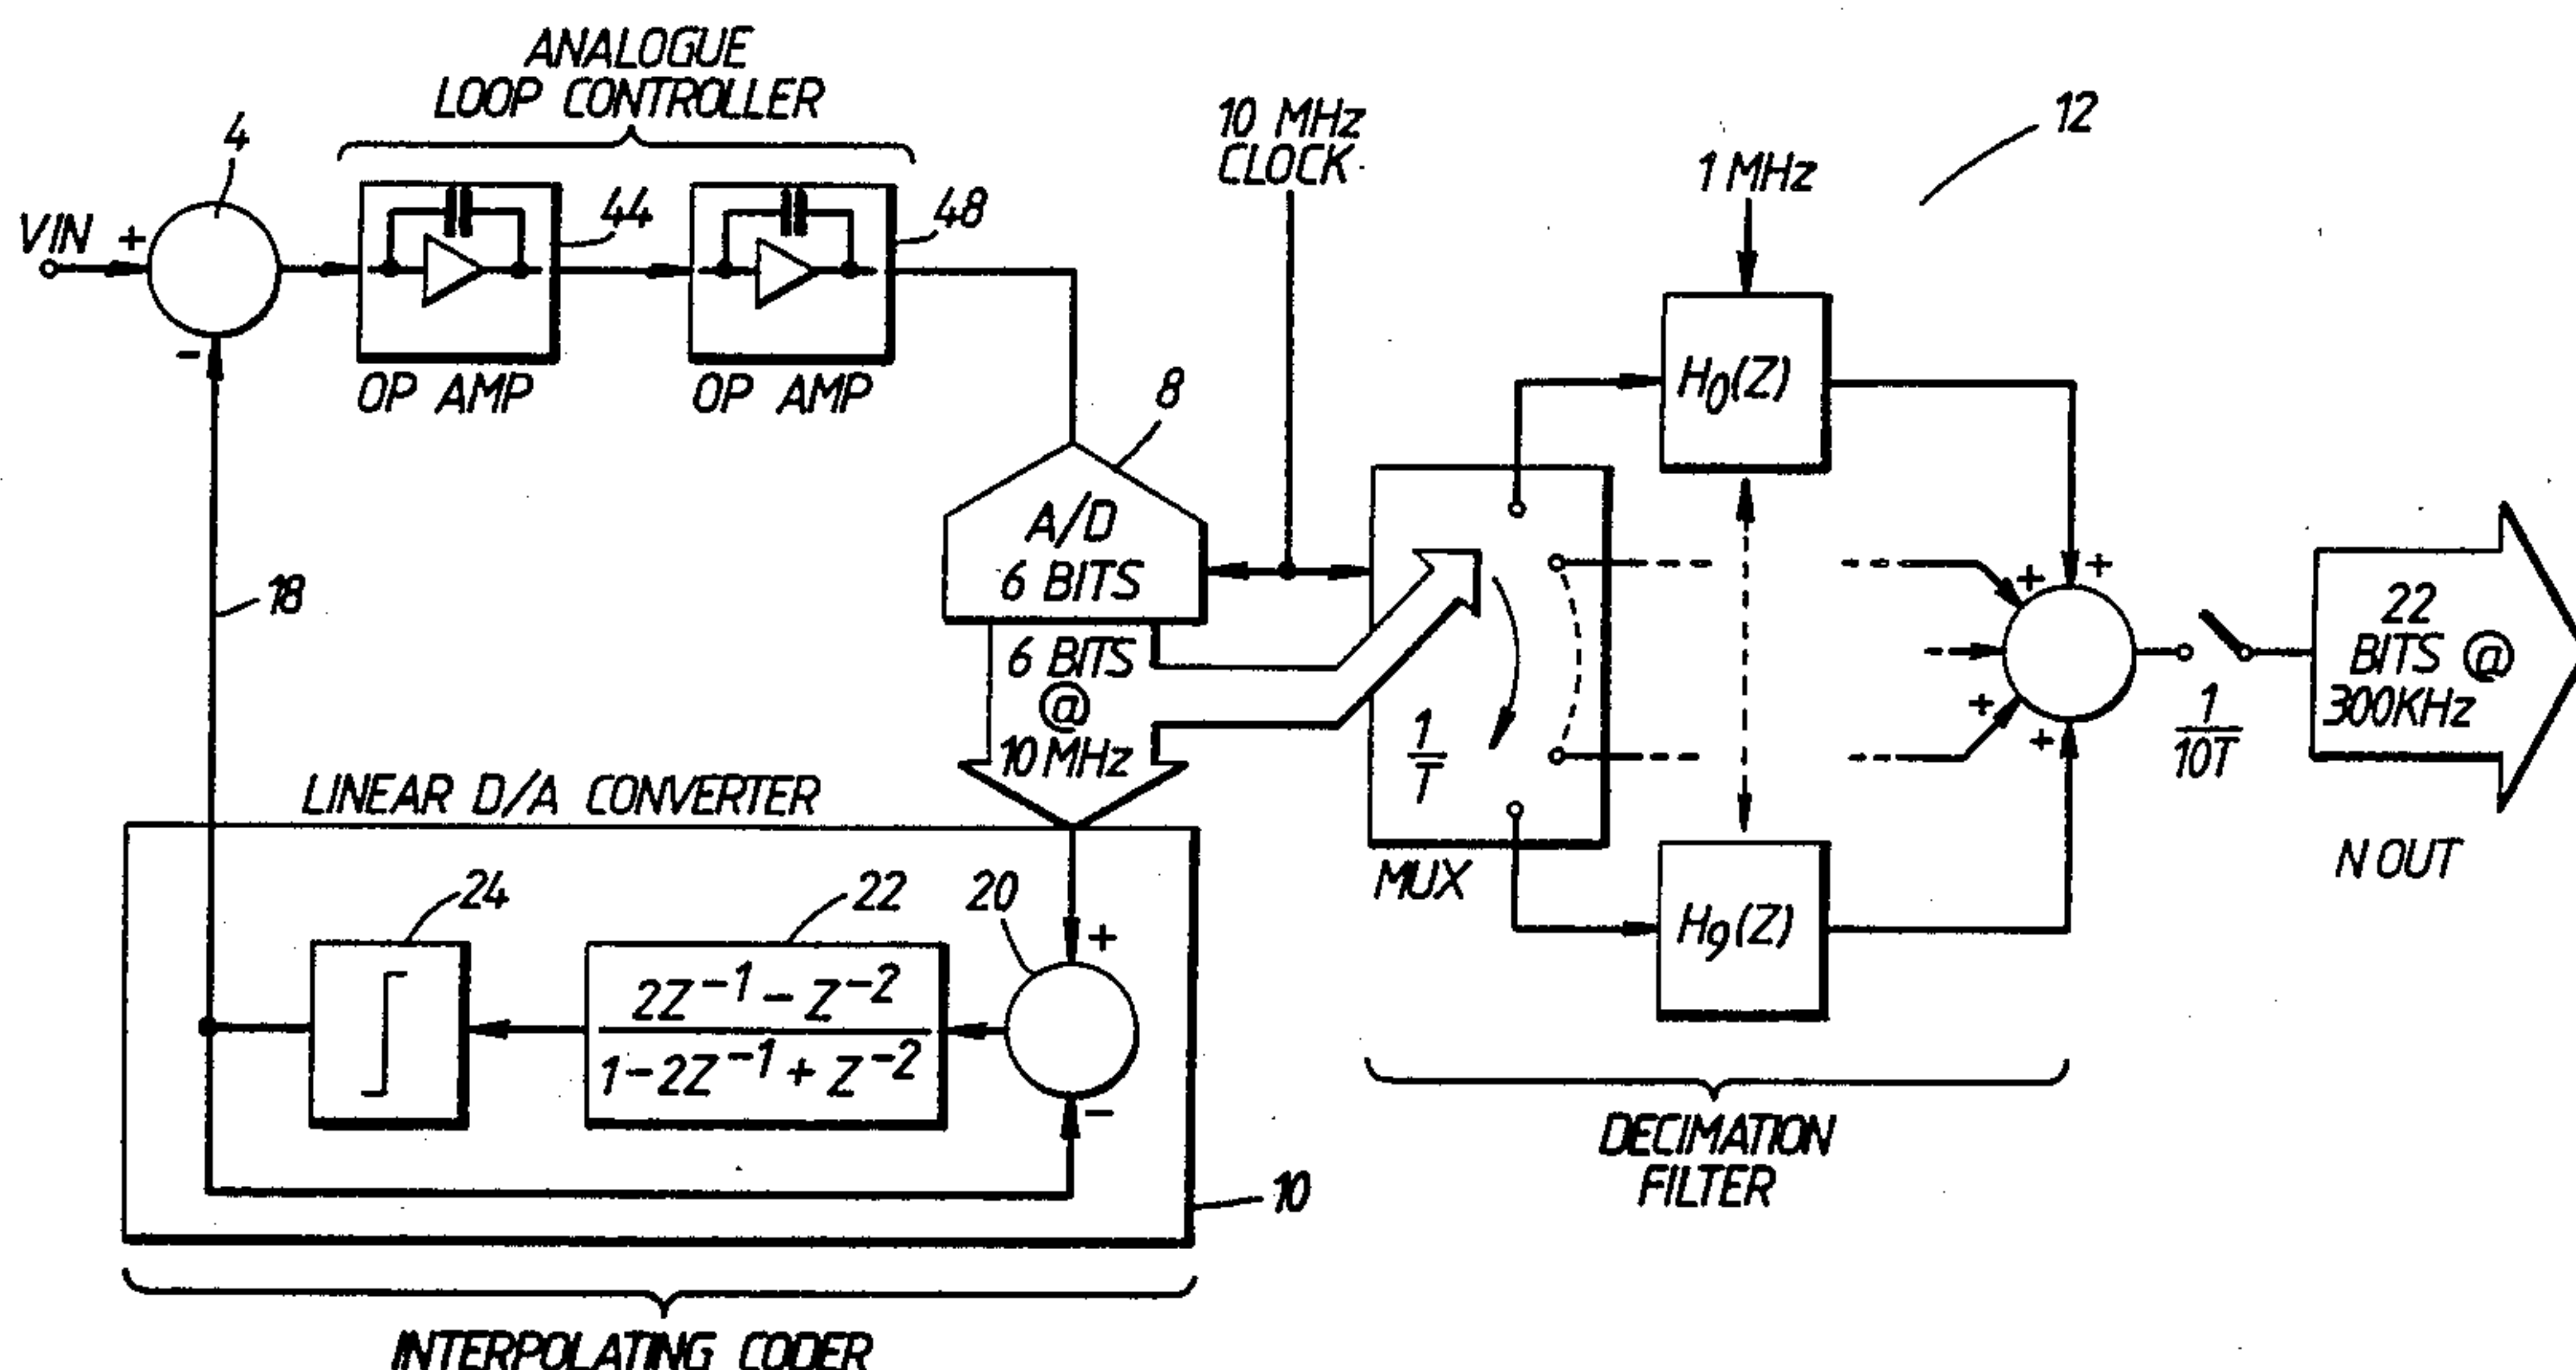 ANALOGUE
LOOP CONTROLLER
4
VIN
+
-
44
48
OP AMP
OP AMP
18
10 MHz
CLOCK
8
A/D
6 BITS
6 BITS
@
10 MHz
12
1 MHz
H0(Z)
1
T
MUX
H9(Z)
+
+
+
+
1
10T
22
BITS @
300KHz
N OUT
DECIMATION
FILTER
LINEAR D/A CONVERTER
24
22
20
+
2Z^-1 - Z^-2
1-2Z^-1 + Z^-2
-
10
INTERPOLATING CODER